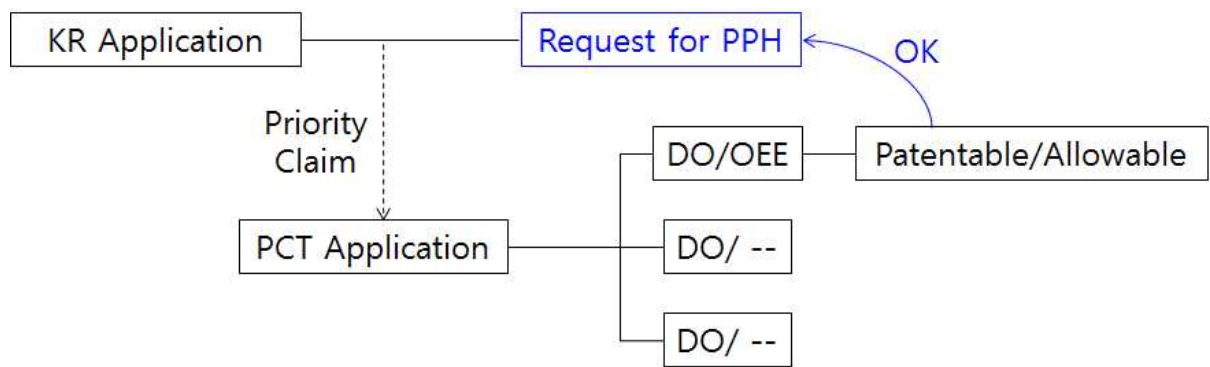 KR Application
Request for PPH
OK
Priority
Claim
DO/OEE
Patentable/Allowable
PCT Application
DO/ --
DO/ --